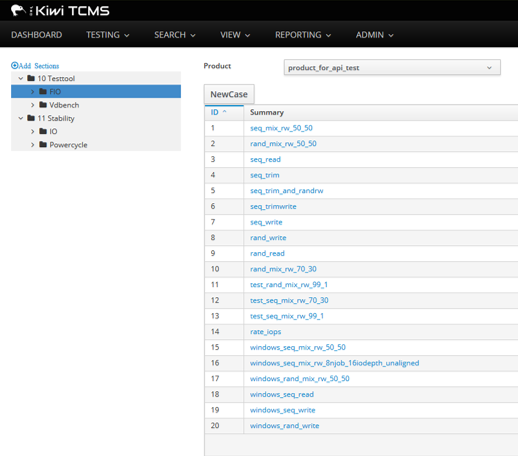 the Kiwi TCMS
DASHBOARD TESTING SEARCH VIEW REPORTING ADMIN
Add Sections
10 Testtool
FIO
Vdbench
11 Stability
IO
Powercycle
Product product_for_api_test
NewCase
ID Summary
1 seq_mix_rw_50_50
2 rand_mix_rw_50_50
3 seq_read
4 seq_trim
5 seq_trim_and_randrw
6 seq_trimwrite
7 seq_write
8 rand_write
9 rand_read
10 rand_mix_rw_70_30
11 test_rand_mix_rw_99_1
12 test_seq_mix_rw_70_30
13 test_seq_mix_rw_99_1
14 rate_iops
15 windows_seq_mix_rw_50_50
16 windows_seq_mix_rw_8njob_16iodepth_unaligned
17 windows_rand_mix_rw_50_50
18 windows_seq_read
19 windows_seq_write
20 windows_rand_write